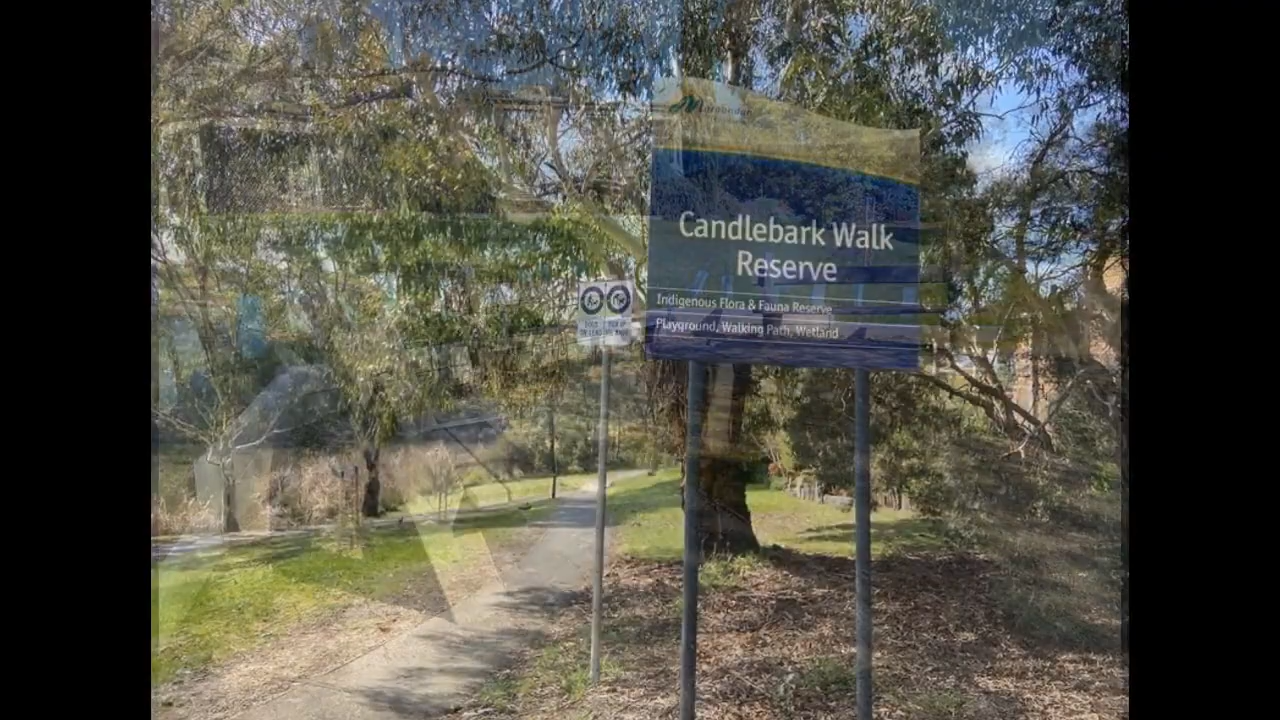 Candlebark Walk
Reserve
Indigenous Flora & Fauna Reserve
Playground, Walking Path, Wetland